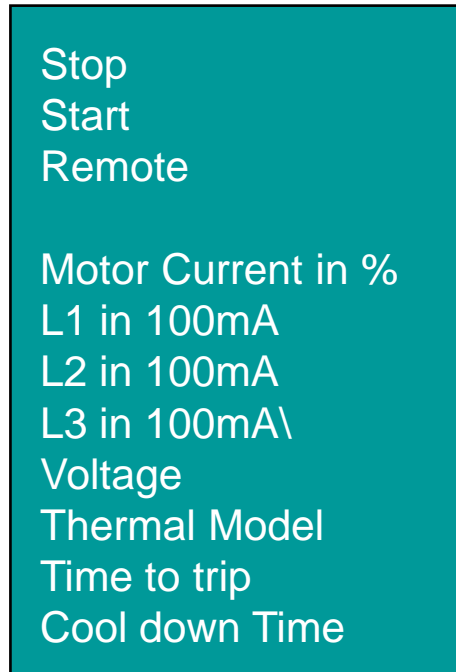 Stop
Start
Remote
Motor Current in %
L1 in 100mA
L2 in 100mA
L3 in 100mA\
Voltage
Thermal Model
Time to trip
Cool down Time